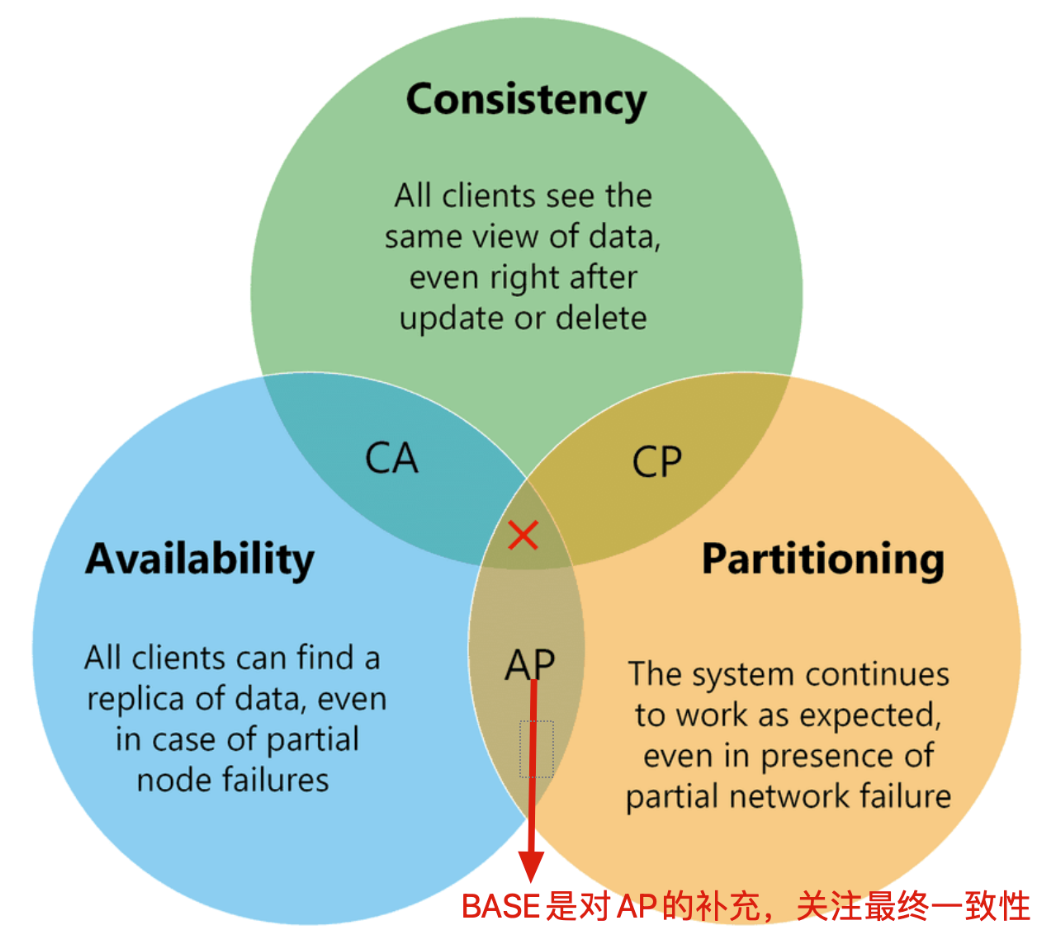 Consistency
All clients see the
same view of data,
even right after
update or delete
CA
CP
Availability
All clients can find a
replica of data, even
in case of partial
node failures
AP
Partitioning
The system continues
to work as expected,
even in presence of
partial network failure
BASE是对AP的补充，关注最终一致性